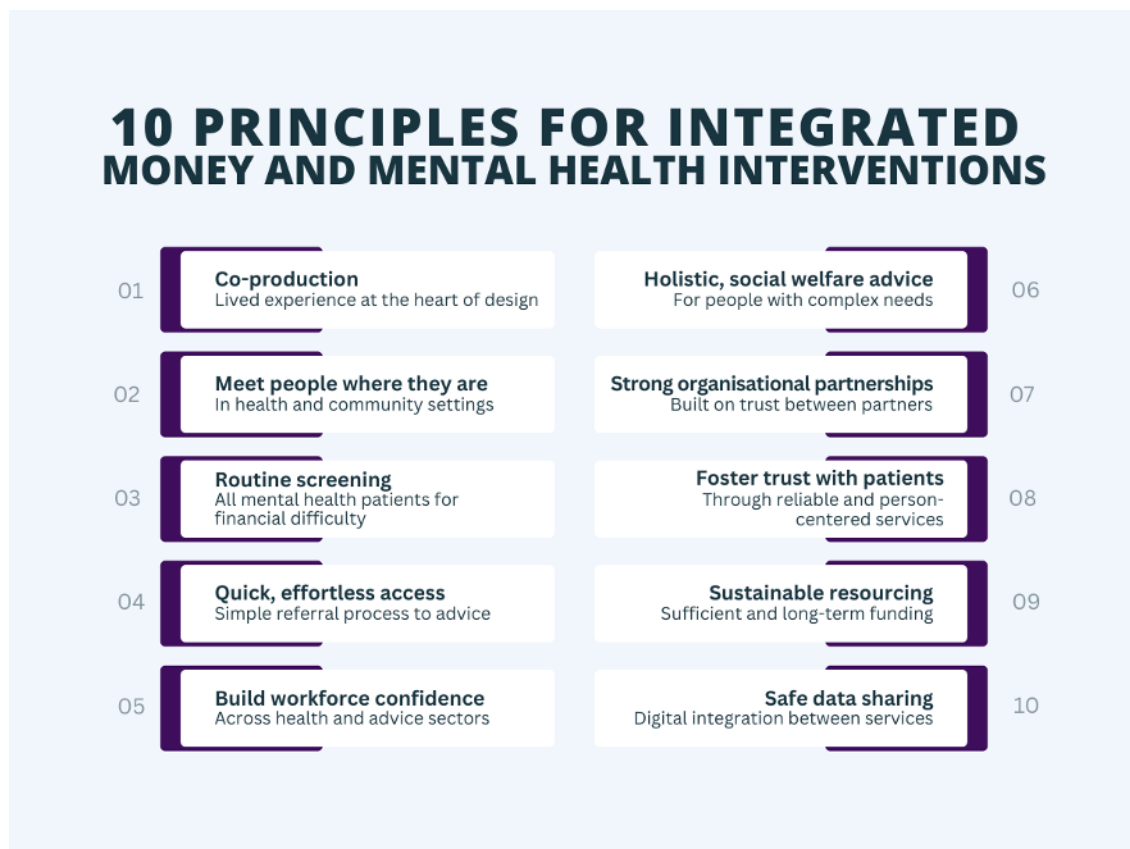 10 PRINCIPLES FOR INTEGRATED
MONEY AND MENTAL HEALTH INTERVENTIONS
01
Co-production
Lived experience at the heart of design
02
Meet people where they are
In health and community settings
03
Routine screening
All mental health patients for
financial difficulty
04
Quick, effortless access
Simple referral process to advice
05
Build workforce confidence
Across health and advice sectors
Holistic, social welfare advice
For people with complex needs
06
Strong organisational partnerships
Built on trust between partners
07
Foster trust with patients
Through reliable and person-
centered services
08
Sustainable resourcing
Sufficient and long-term funding
09
Safe data sharing
Digital integration between services
10